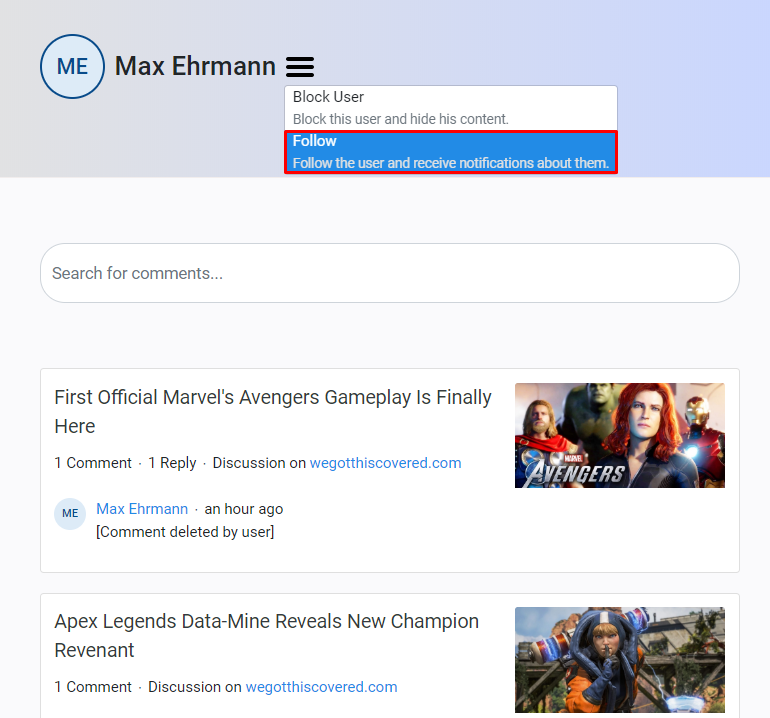 ME
Max Ehrmann
Block User
Block this user and hide his content.
Follow
Follow the user and receive notifications about them.
Search for comments...
First Official Marvel's Avengers Gameplay Is Finally
Here
1 Comment · 1 Reply · Discussion on wegotthiscovered.com
MARVEL
AVENGERS
ME
Max Ehrmann · an hour ago
[Comment deleted by user]
Apex Legends Data-Mine Reveals New Champion
Revenant
1 Comment · Discussion on wegotthiscovered.com